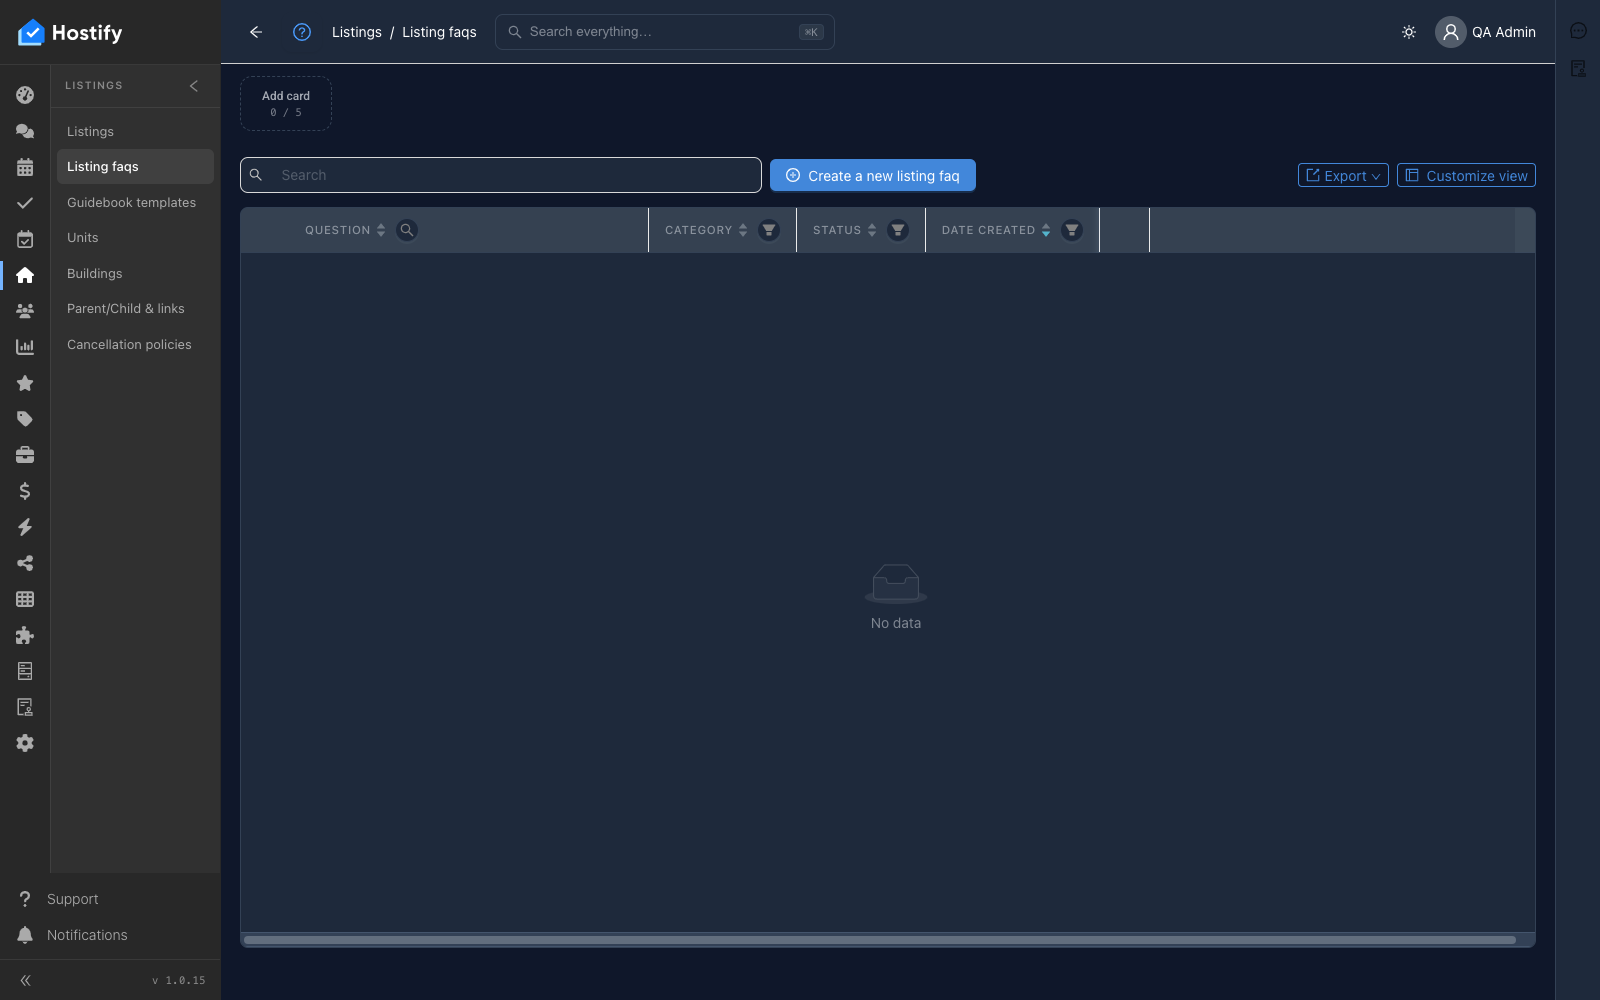 Hostify
Listings / Listing faqs
Search everything...
⌘K
QA Admin
LISTINGS
Listings
Listing faqs
Guidebook templates
Units
Buildings
Parent/Child & links
Cancellation policies
Support
Notifications
v 1.0.15
Add card
0 / 5
Search
Create a new listing faq
Export
Customize view
QUESTION
CATEGORY
STATUS
DATE CREATED
No data